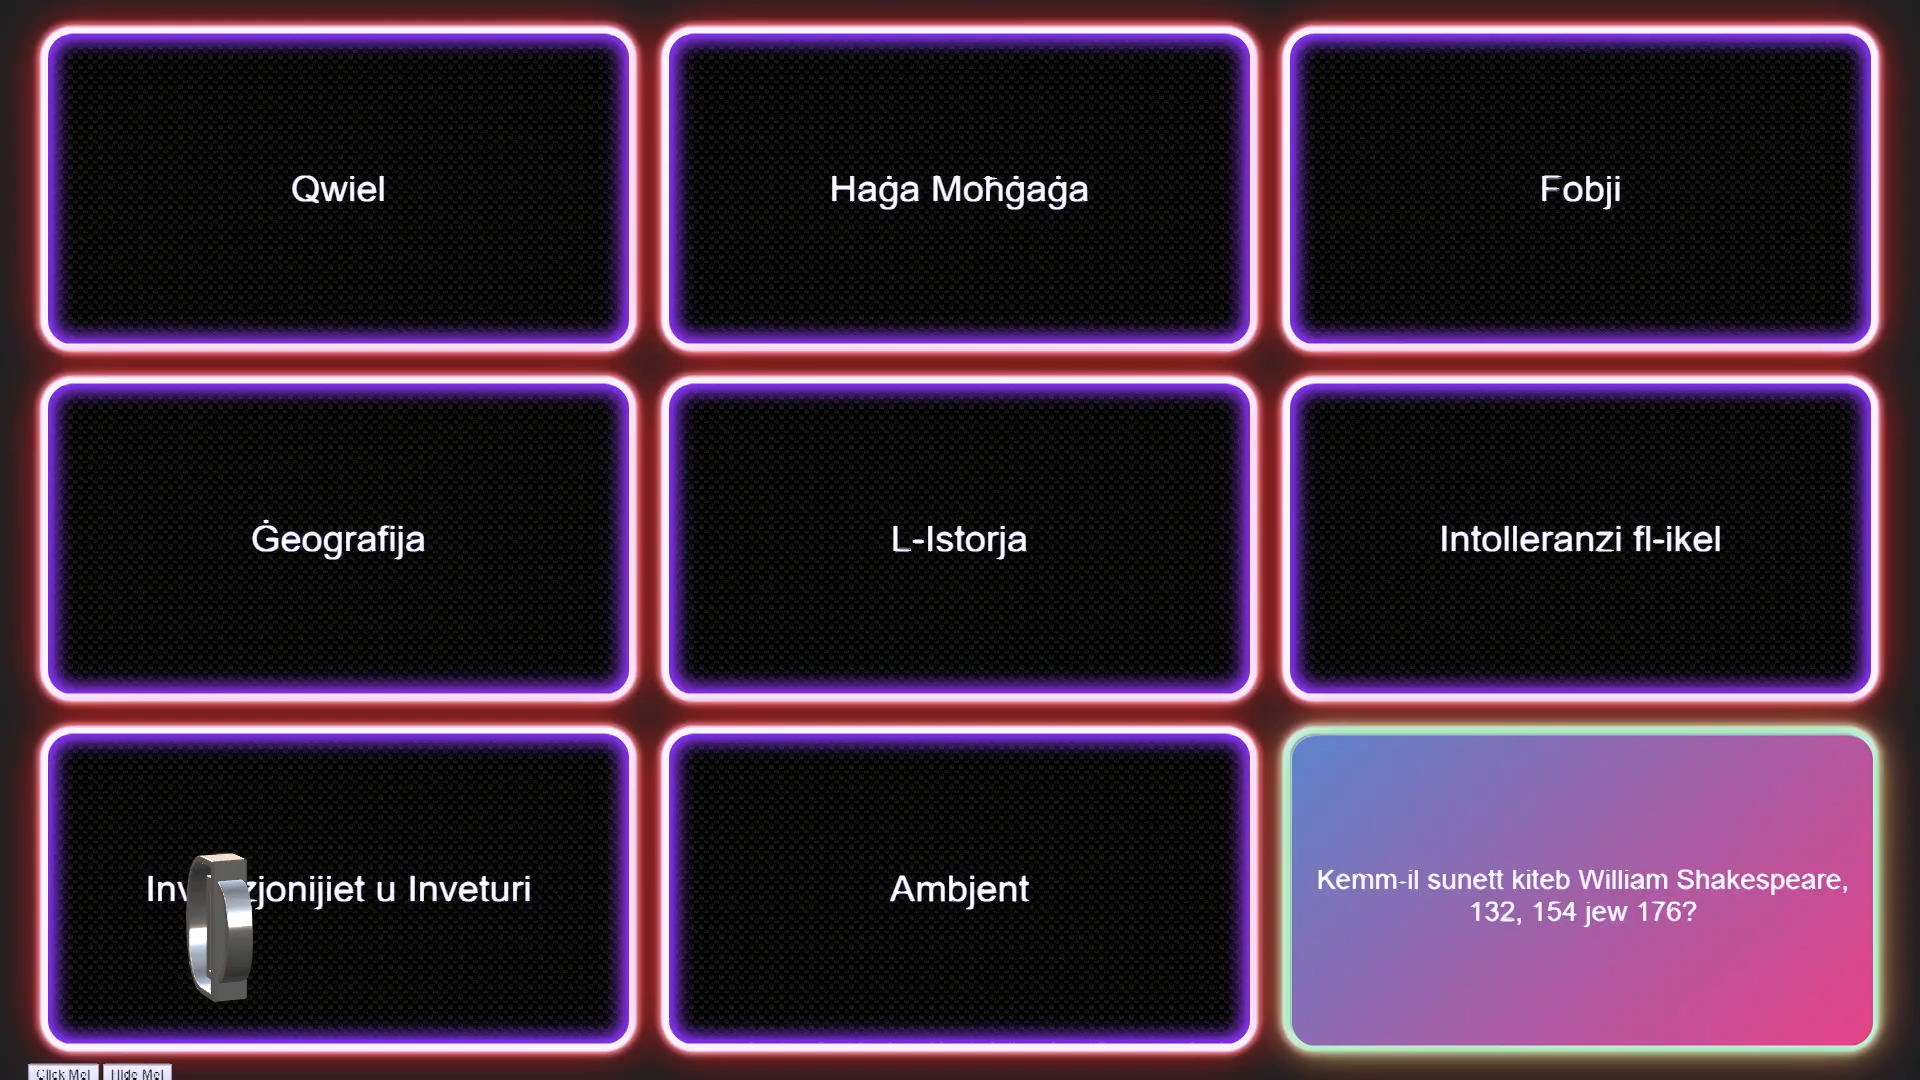 Qwiel
Haġa Moħġaġa
Fobji
Ġeografija
L-Istorja
Intolleranzi fl-ikel
u Inveturi
Ambjent
Kemm-il sunett kiteb William Shakespeare,
132, 154 jew 176?
Click Me!
Hide Me!